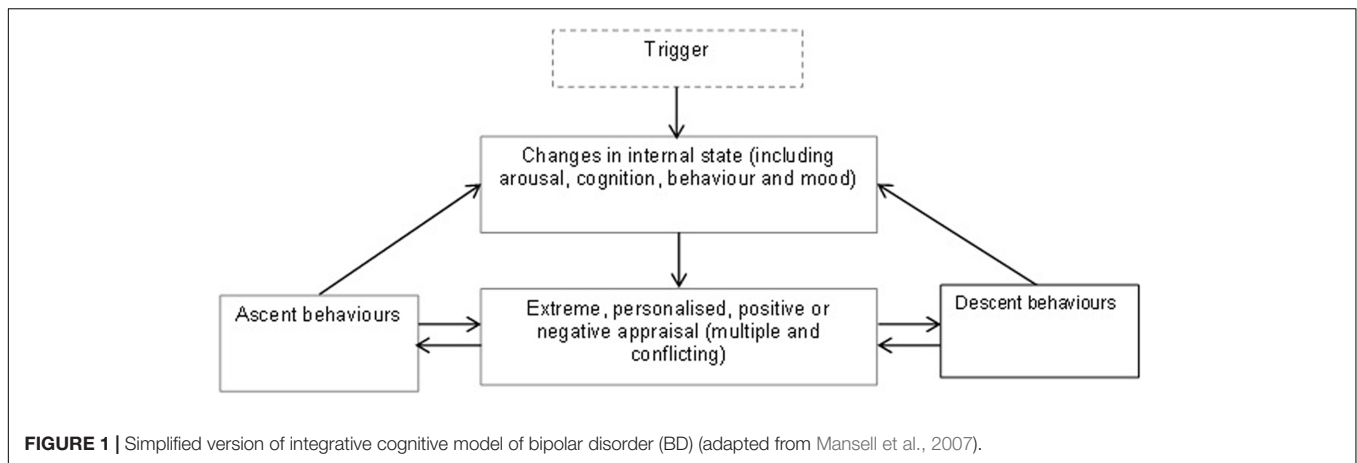 Trigger
Changes in internal state (including
arousal, cognition, behaviour and mood)
Ascent behaviours
Extreme, personalised, positive or
negative appraisal (multiple and
conflicting)
Descent behaviours
FIGURE 1 | Simplified version of integrative cognitive model of bipolar disorder (BD) (adapted from Mansell et al., 2007).